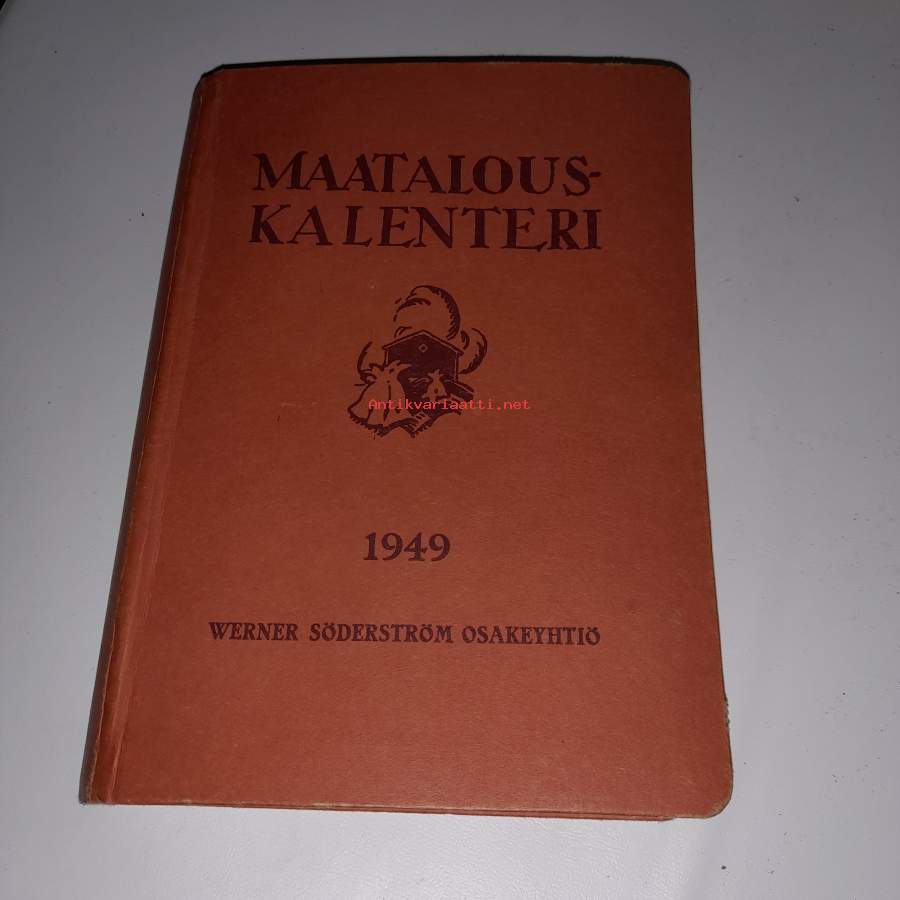 MAATALOUS-
KALENTERI
Antikvariaatti.net
1949
WERNER SÖDERSTRÖM OSAKEYHTIÖ